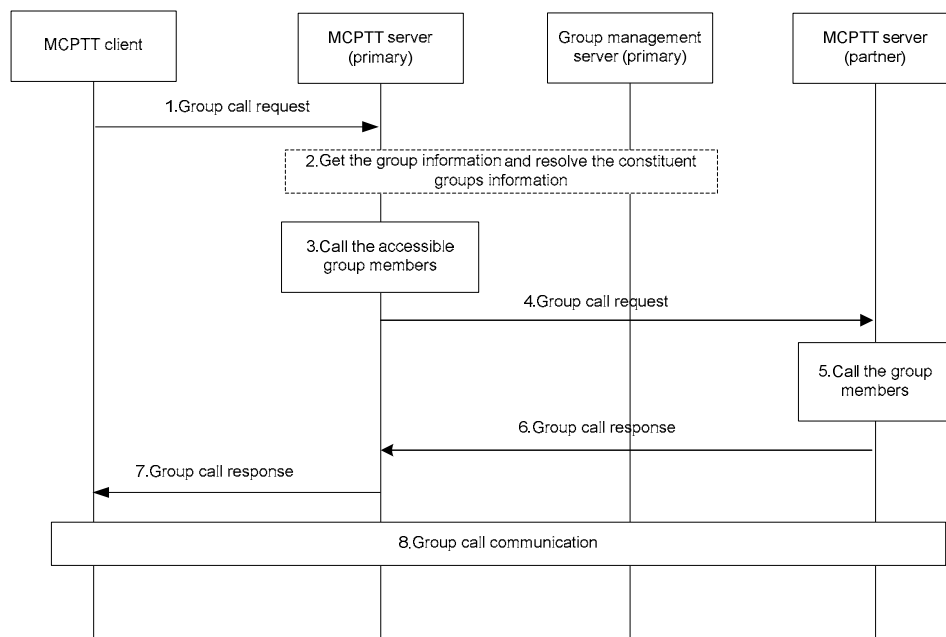 MCPTT client
MCPTT server
(primary)
Group management
server (primary)
MCPTT server
(partner)
1.Group call request
2.Get the group information and resolve the constituent
groups information
3.Call the accessible
group members
4.Group call request
5.Call the group
members
6.Group call response
7.Group call response
8.Group call communication